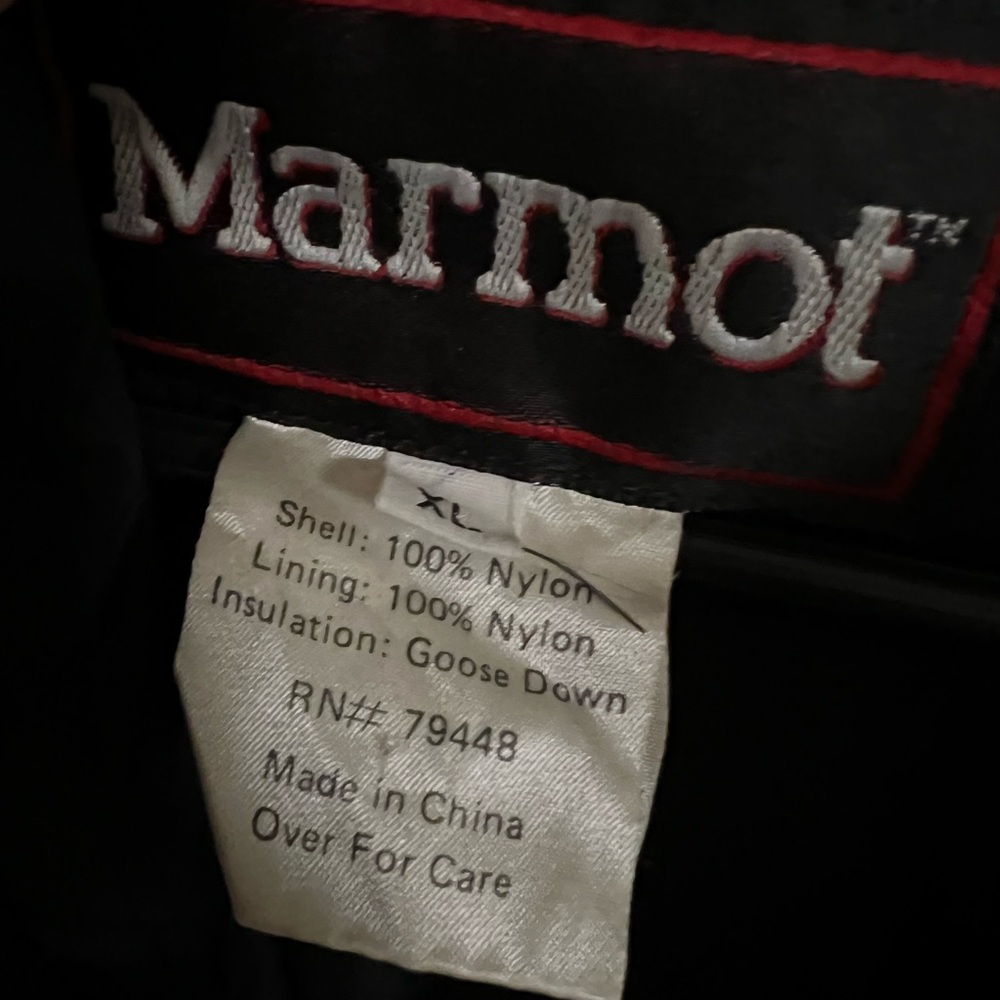 Marmot™
XL
Shell: 100% Nylon
Lining: 100% Nylon
Insulation: Goose Down
RN# 79448
Made in China
Over For Care